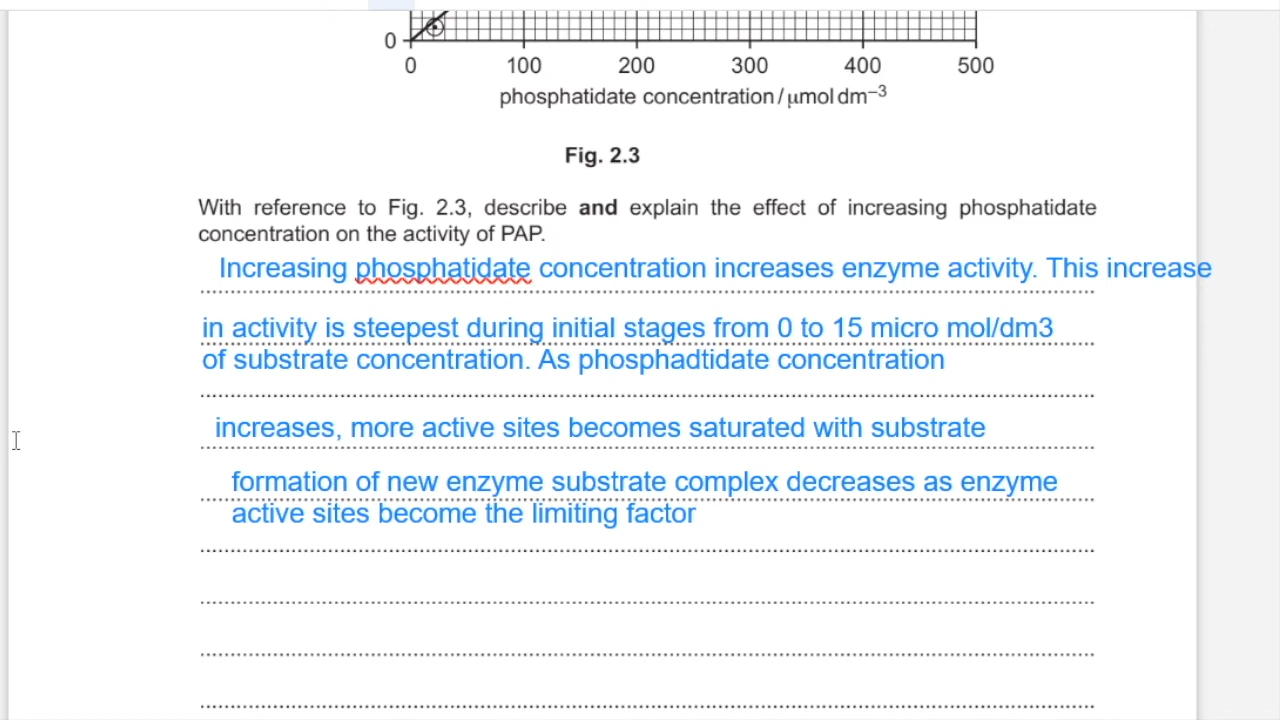 0
0 100 200 300 400 500
phosphatidate concentration / μmol dm⁻³
Fig. 2.3
With reference to Fig. 2.3, describe and explain the effect of increasing phosphatidate
concentration on the activity of PAP.
Increasing phosphatidate concentration increases enzyme activity. This increase
in activity is steepest during initial stages from 0 to 15 micro mol/dm3
of substrate concentration. As phosphadtidate concentration
increases, more active sites becomes saturated with substrate
formation of new enzyme substrate complex decreases as enzyme
active sites become the limiting factor